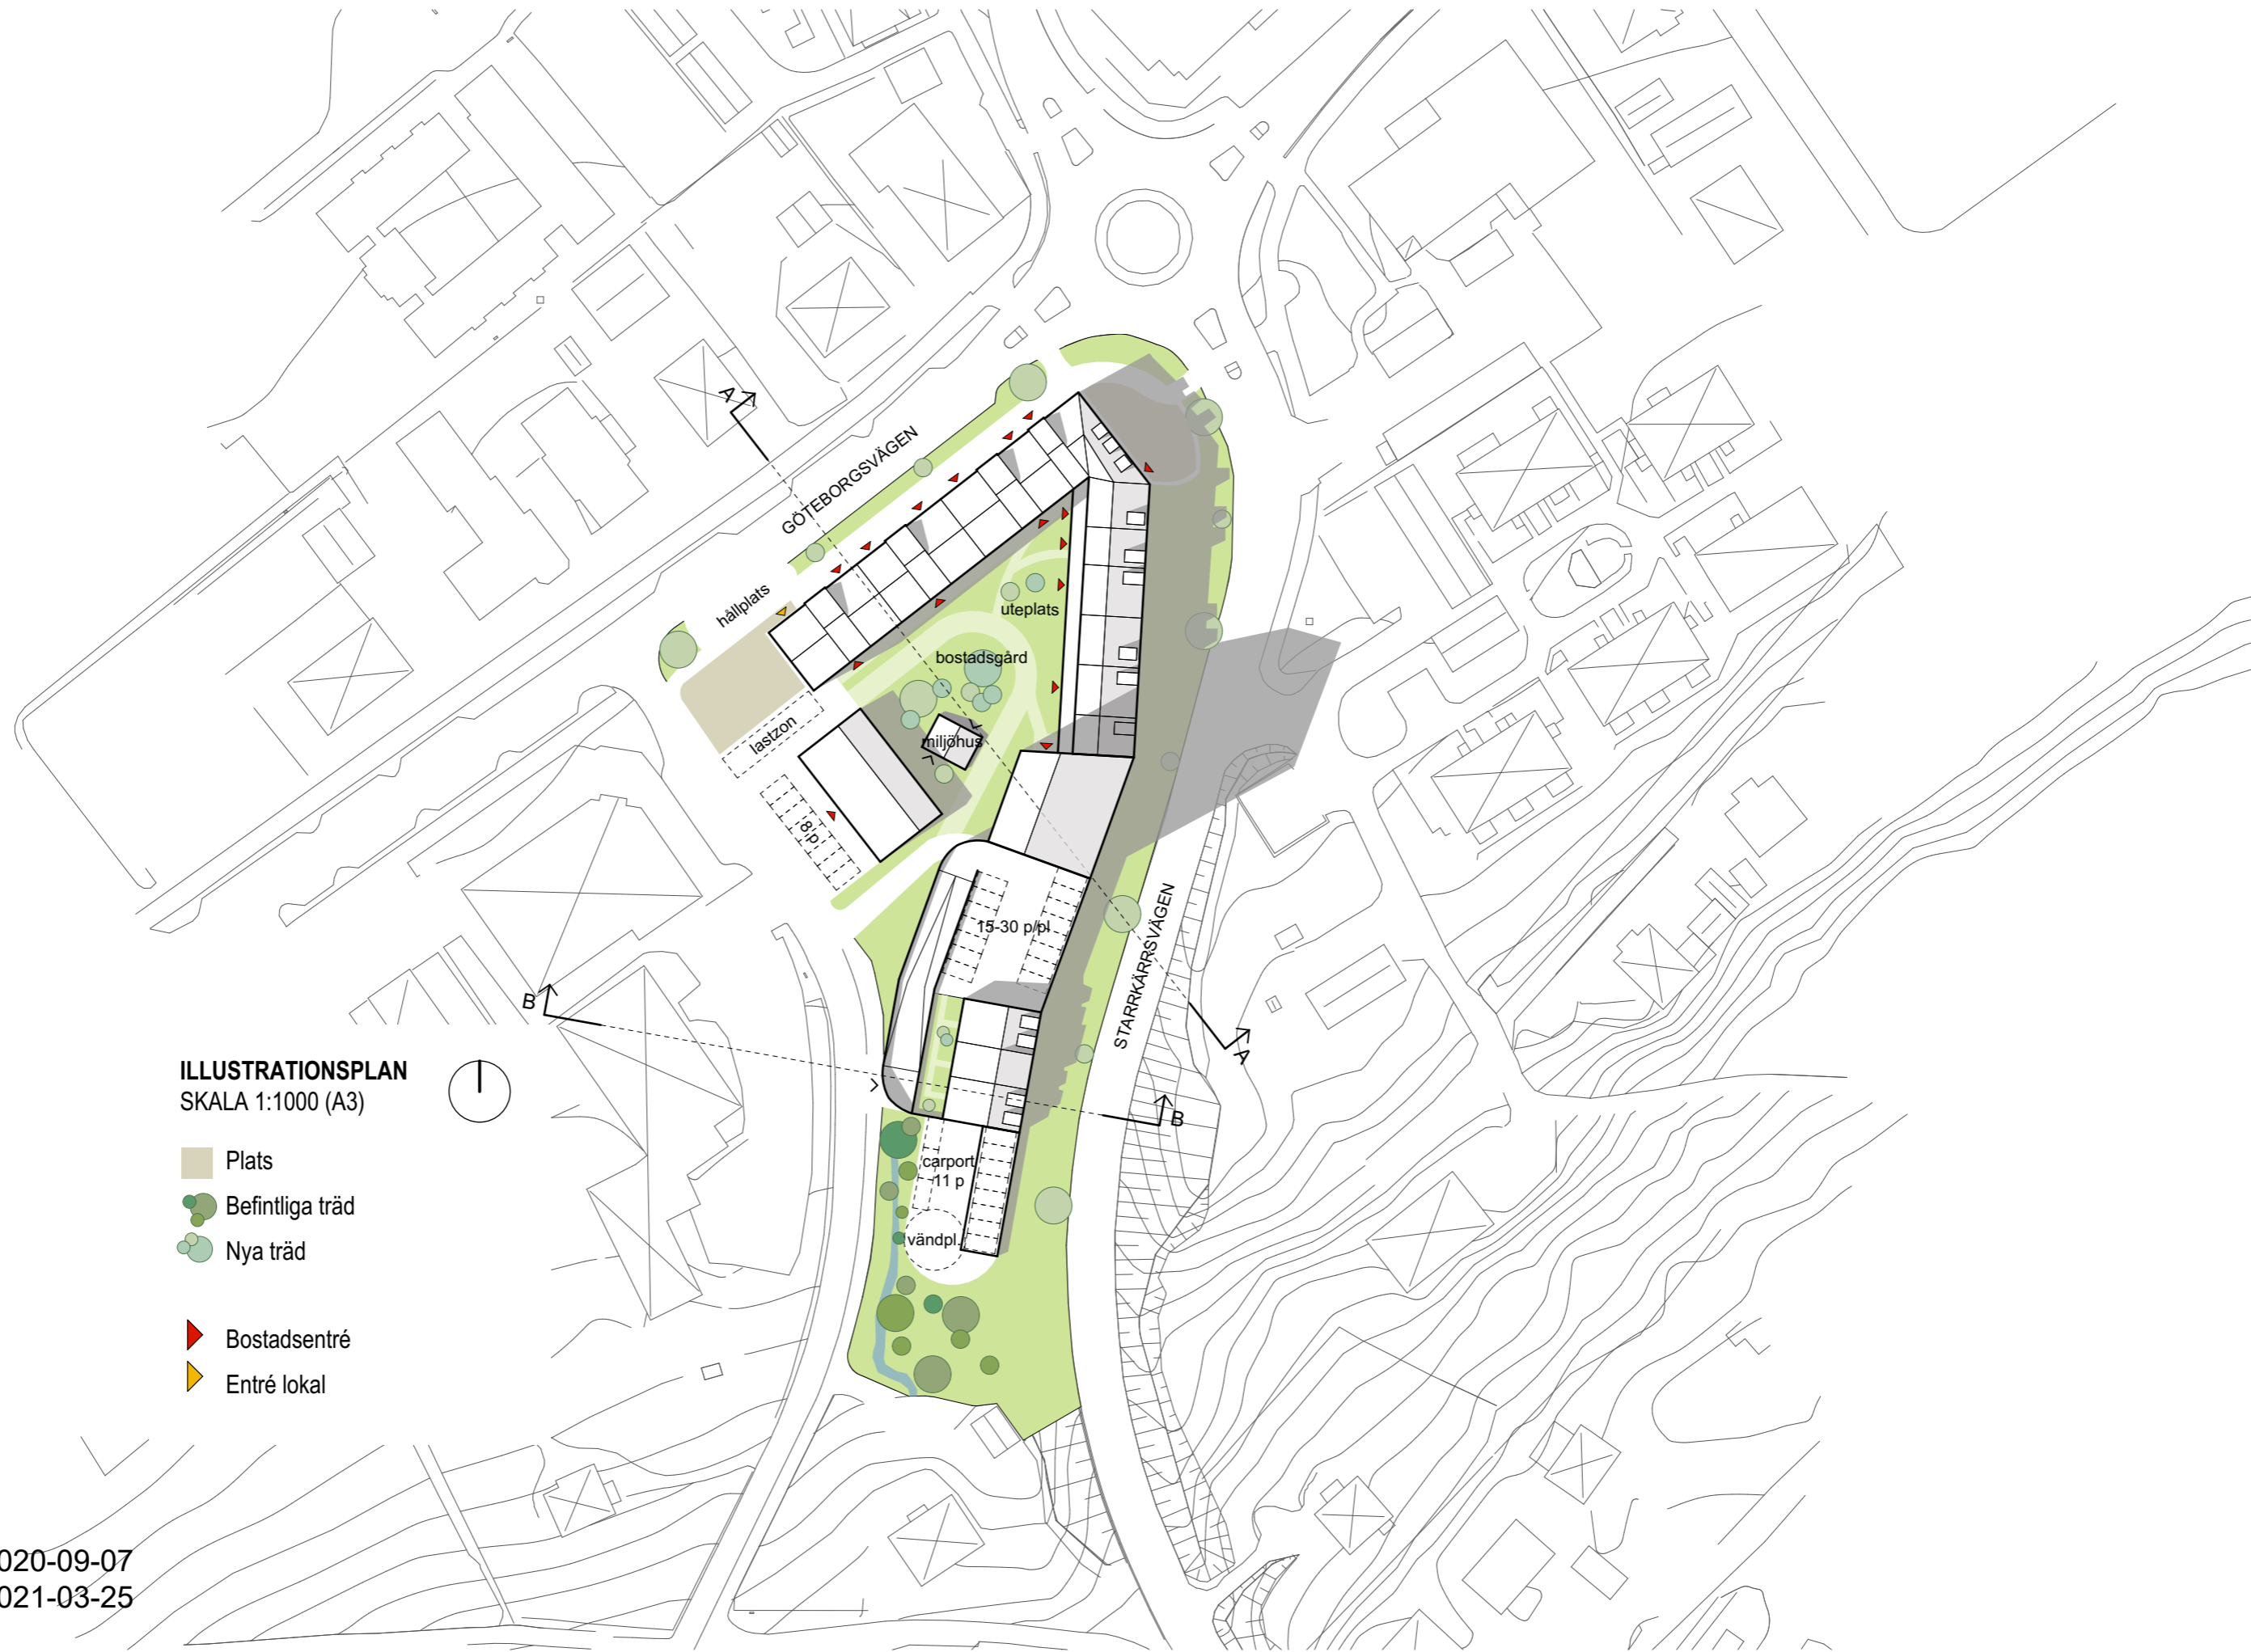 A
GÖTEBORGSVÄGEN
hållplats
uteplats
bostadsgård
lastzon
miljöhus
8 p
15-30 p/pl
STARRKÄRRSVÄGEN
B
A
B
ILLUSTRATIONSPLAN
SKALA 1:1000 (A3)
Plats
Befintliga träd
Nya träd
Bostadsentré
Entré lokal
carport
11 p
vändpl.
020-09-07
021-03-25